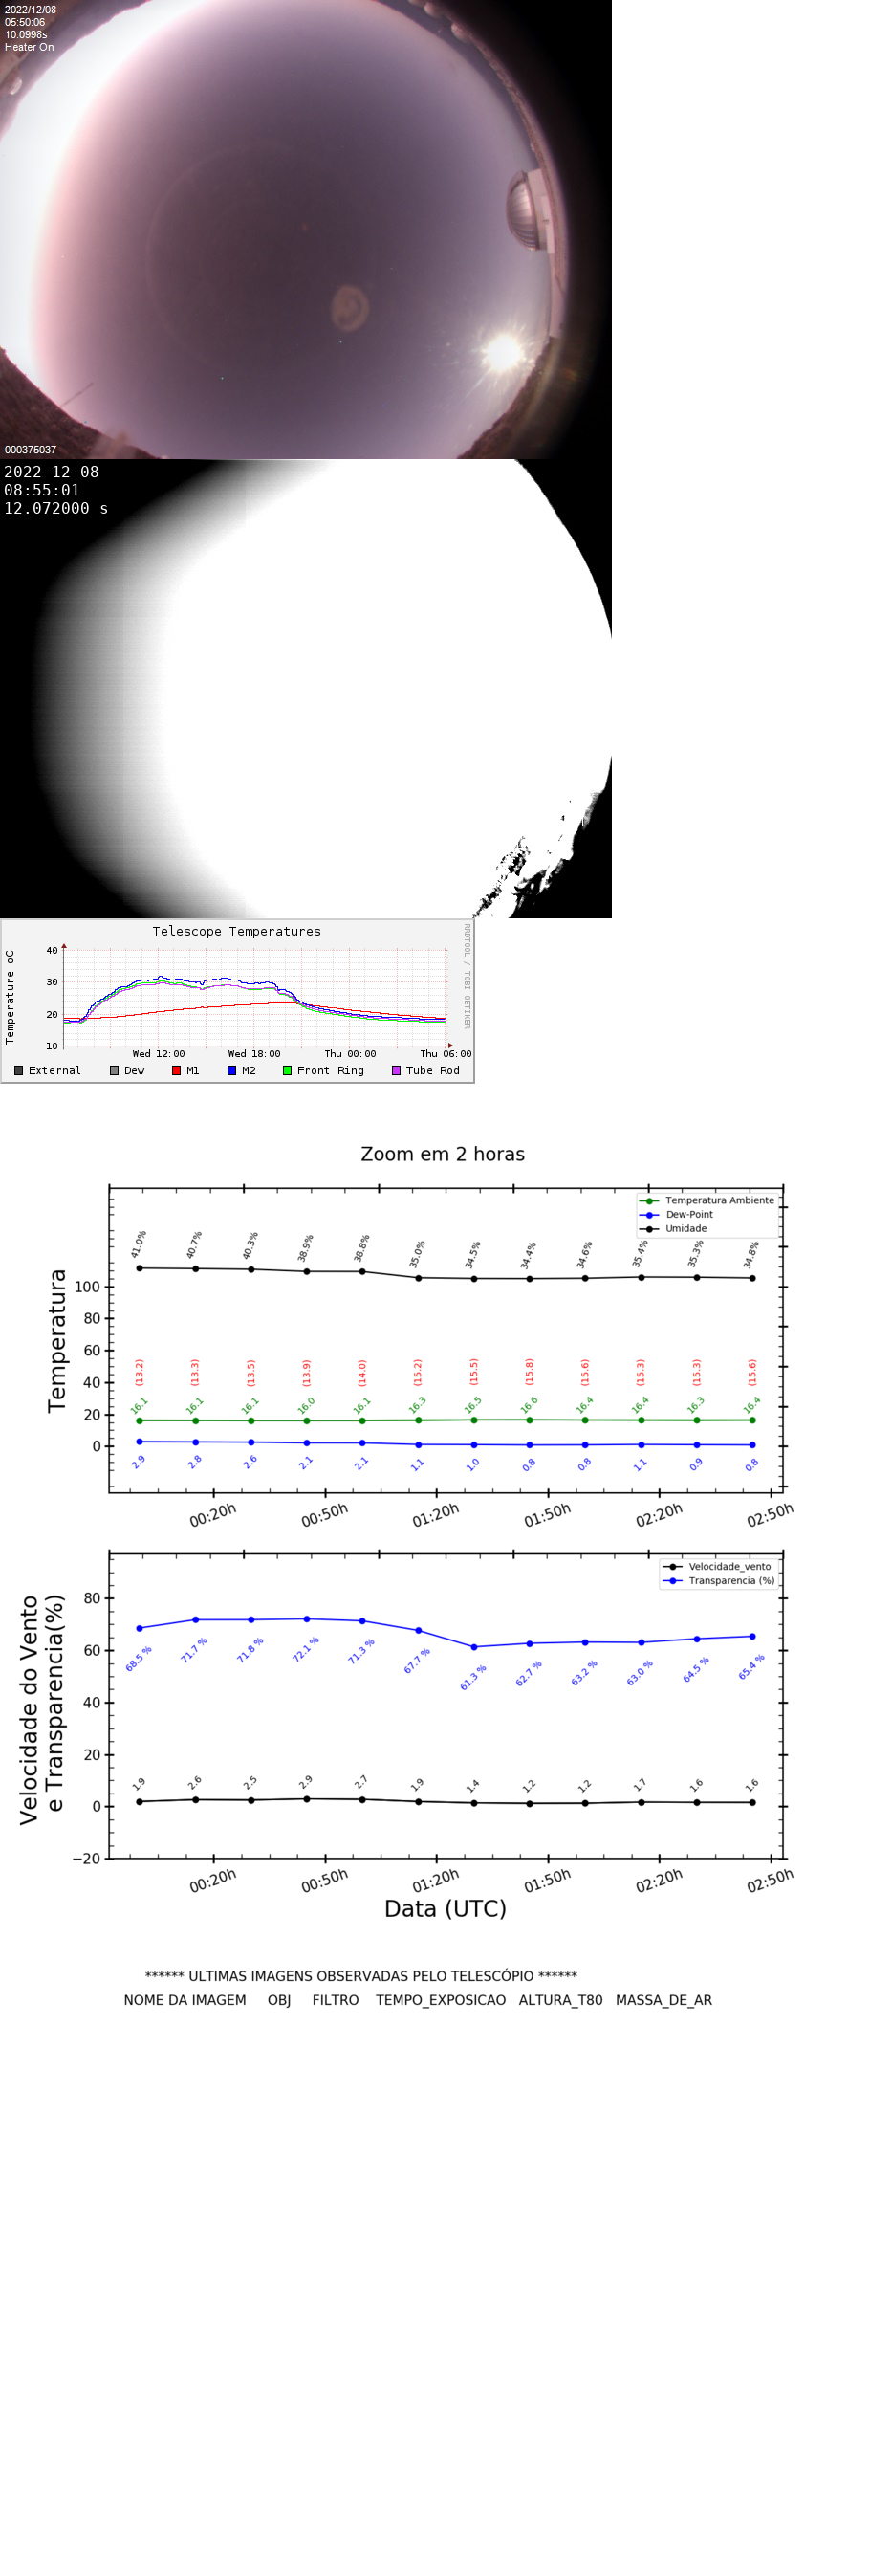 2022/12/08
05:50:06
10.0998s
Heater On
000375037
2022-12-08
08:55:01
12.072000 s
Telescope Temperatures
RRDTOOL / TOBI OETIKER
Temperature oC
40
30
20
10
Wed 12:00 Wed 18:00 Thu 00:00 Thu 06:00
External Dew M1 M2 Front Ring Tube Rod
Zoom em 2 horas
Temperatura Ambiente
Dew-Point
Umidade
41.0% 40.7% 40.3% 38.9% 38.8% 35.0% 34.5% 34.4% 34.6% 35.4% 35.3% 34.8%
Temperatura
100
80
60
40
20
0
(13.2) (13.3) (13.5) (13.9) (14.0) (15.2) (15.5) (15.8) (15.6) (15.3) (15.3) (15.6)
16.1 16.1 16.1 16.0 16.1 16.3 16.5 16.6 16.4 16.4 16.3 16.4
2.9 2.8 2.6 2.1 2.1 1.1 1.0 0.8 0.8 1.1 0.9 0.8
00:20h 00:50h 01:20h 01:50h 02:20h 02:50h
Velocidade_vento
Transparencia (%)
Velocidade do Vento
e Transparencia(%)
80
60
40
20
0
−20
68.5 % 71.7 % 71.8 % 72.1 % 71.3 % 67.7 % 61.3 % 62.7 % 63.2 % 63.0 % 64.5 % 65.4 %
1.9 2.6 2.5 2.9 2.7 1.9 1.4 1.2 1.2 1.7 1.6 1.6
00:20h 00:50h 01:20h 01:50h 02:20h 02:50h
Data (UTC)
****** ULTIMAS IMAGENS OBSERVADAS PELO TELESCÓPIO ******
NOME DA IMAGEM OBJ FILTRO TEMPO_EXPOSICAO ALTURA_T80 MASSA_DE_AR